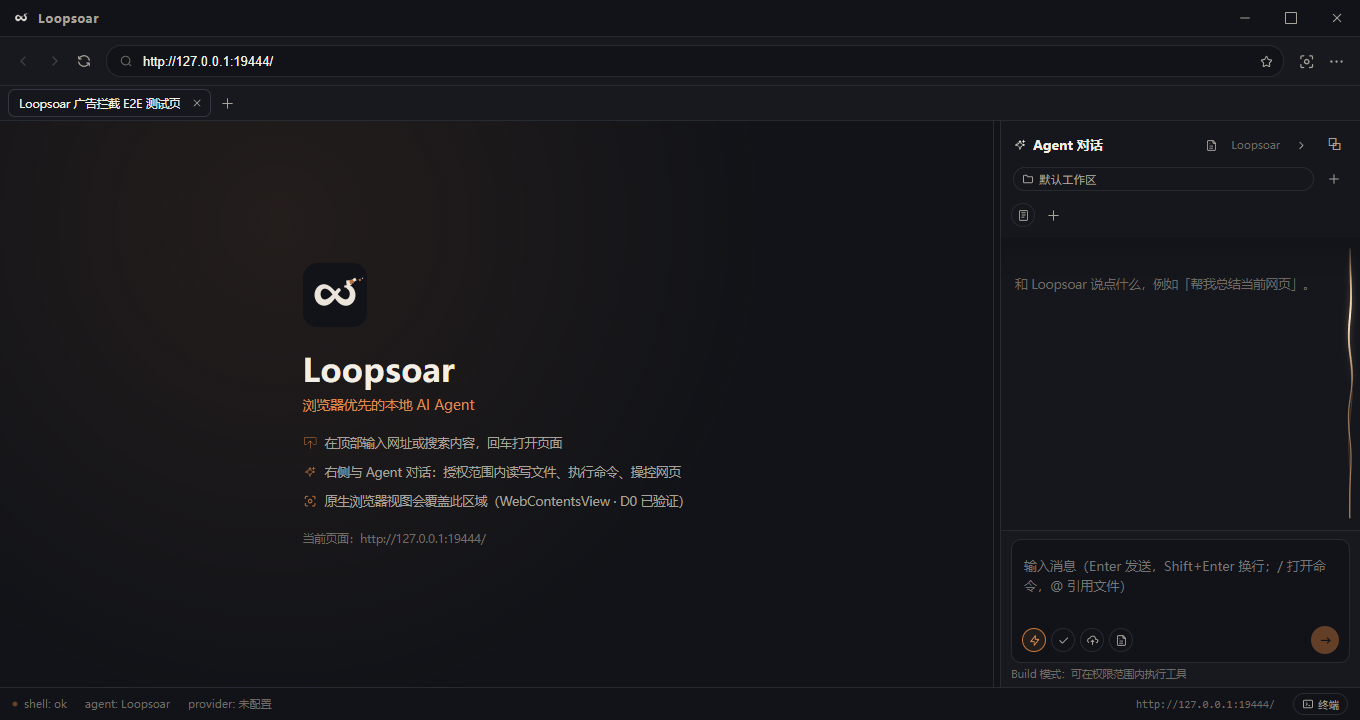 Loopsoar
http://127.0.0.1:19444/
Loopsoar 广告拦截 E2E 测试页
Loopsoar
浏览器优先的本地 AI Agent
在顶部输入网址或搜索内容，回车打开页面
右侧与 Agent 对话：授权范围内读写文件、执行命令、操控网页
原生浏览器视图会覆盖此区域（WebContentsView · D0 已验证）
当前页面：http://127.0.0.1:19444/
Agent 对话
Loopsoar
默认工作区
和 Loopsoar 说点什么，例如「帮我总结当前网页」。
输入消息（Enter 发送，Shift+Enter 换行；/ 打开命
令，@ 引用文件）
Build 模式：可在权限范围内执行工具
shell: ok
agent: Loopsoar
provider: 未配置
http://127.0.0.1:19444/
终端